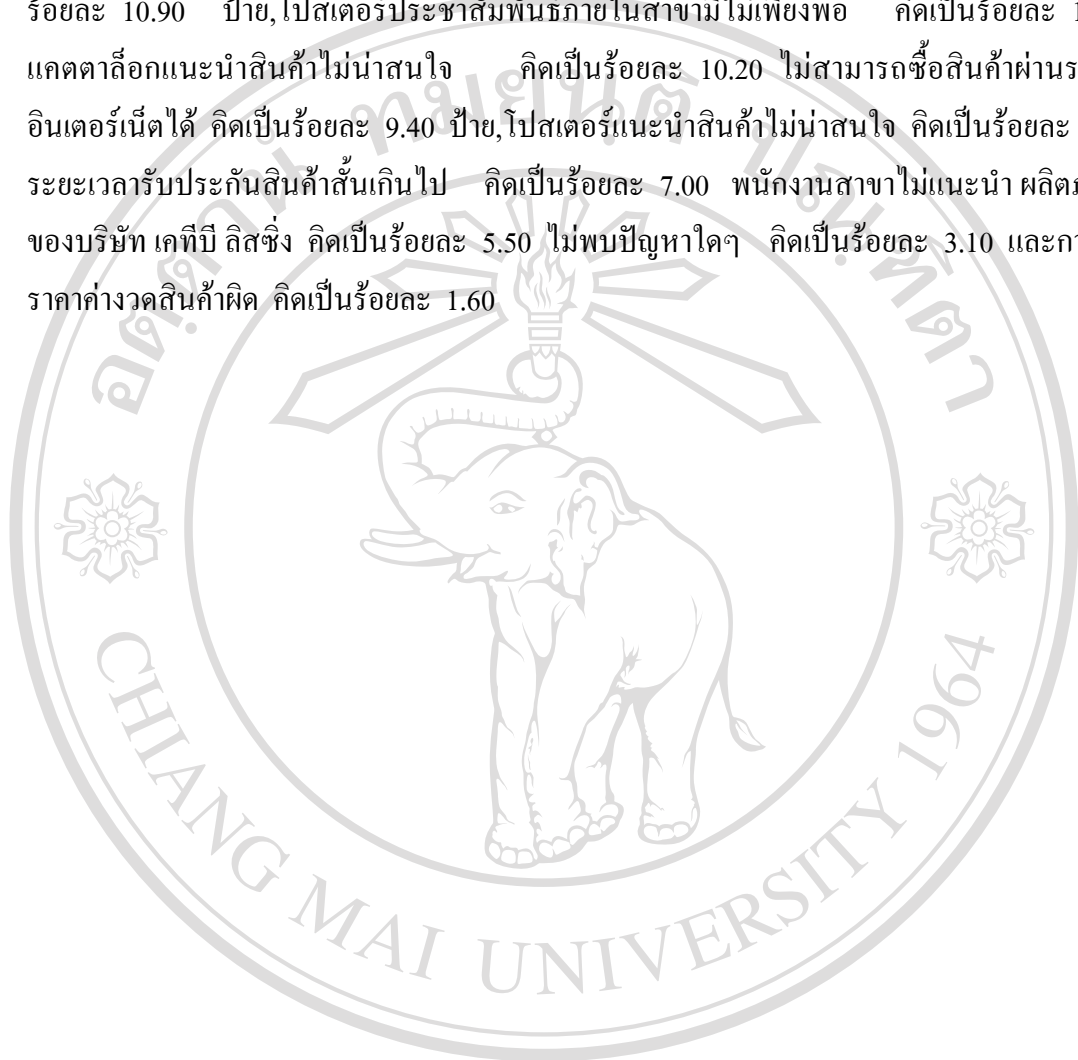 ร้อยละ 10.90 ป้าย,โปสเตอร์ประชาสัมพันธ์ภายในสาขามีไม่เพียงพอ คิดเป็นร้อยละ
แคตตาล็อกแนะนำสินค้าไม่น่าสนใจ คิดเป็นร้อยละ 10.20 ไม่สามารถซื้อสินค้าผ่าน
อินเตอร์เน็ตได้ คิดเป็นร้อยละ 9.40 ป้าย,โปสเตอร์แนะนำสินค้าไม่น่าสนใจ คิดเป็นร้อยละ
ระยะเวลารับประกันสินค้าสั้นเกินไป คิดเป็นร้อยละ 7.00 พนักงานสาขาไม่แนะนำ
ของบริษัท เคทีบี ลิสซิ่ง คิดเป็นร้อยละ 5.50 ไม่พบปัญหาใดๆ คิดเป็นร้อยละ 3.10 และ
ราคาค่างวดสินค้าผิด คิดเป็นร้อยละ 1.60
อตฺตานํ ทมยนฺติ ปณฺฑิตา
CHIANG MAI UNIVERSITY 1964